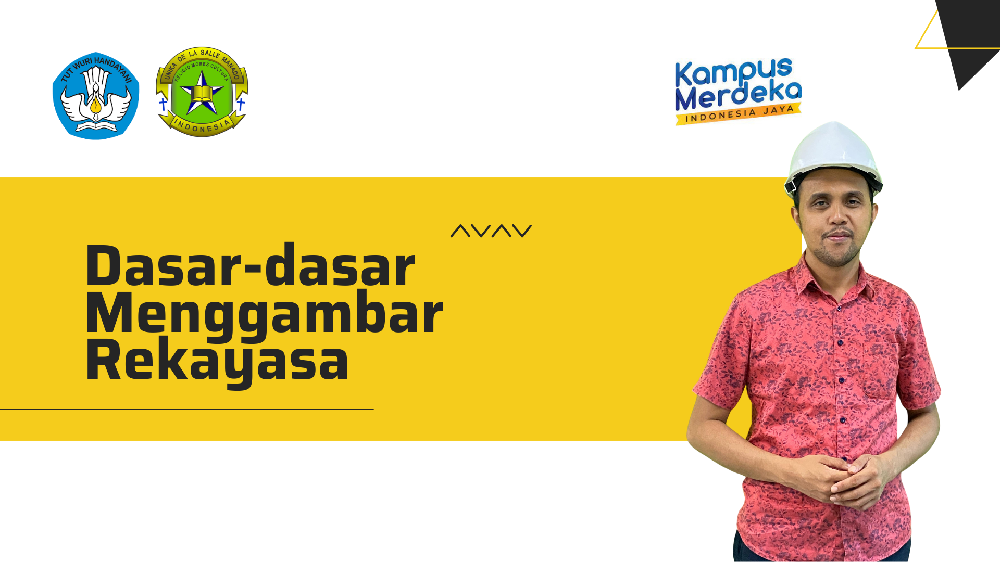 TUT WURI HANDAYANI
UNIKA DE LA SALLE MANADO
RELIGIO MORES CULTURA
INDONESIA
Kampus
Merdeka
INDONESIA JAYA
Dasar-dasar
Menggambar
Rekayasa